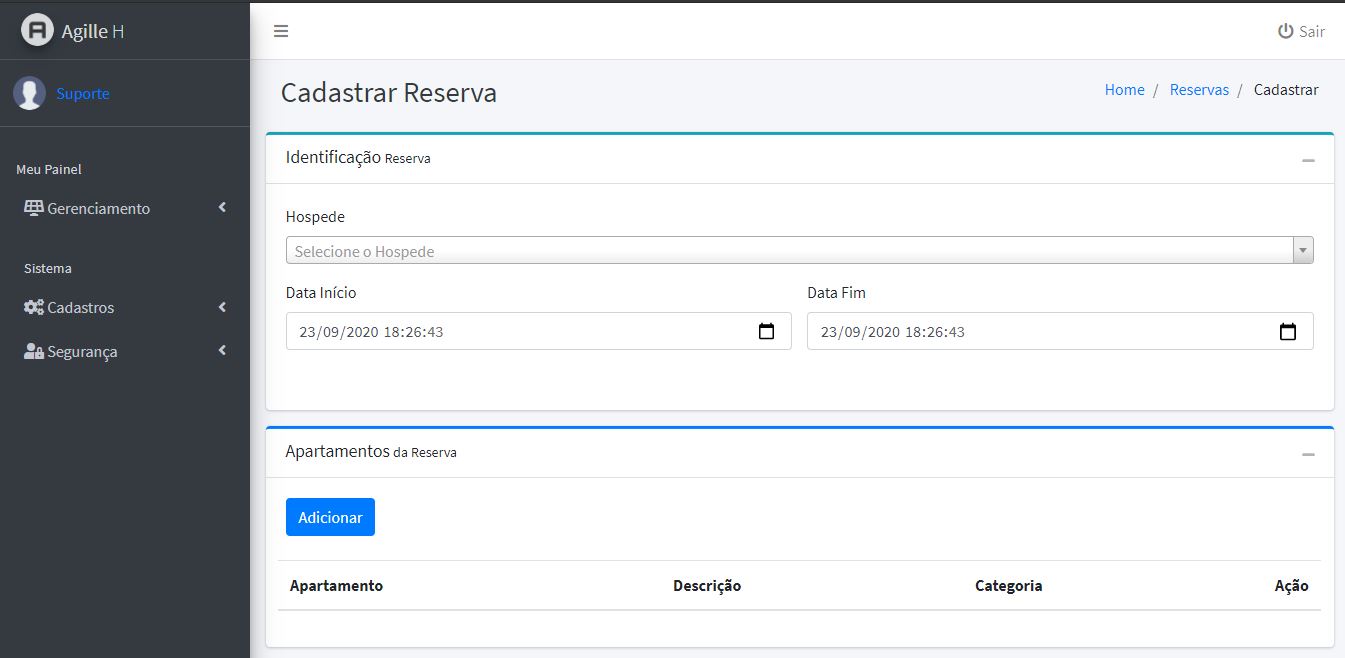 Agille H
Sair
Suporte
Cadastrar Reserva
Home / Reservas / Cadastrar
Meu Painel
Gerenciamento
Sistema
Cadastros
Segurança
Identificação Reserva
Hospede
Selecione o Hospede
Data Início Data Fim
23/09/2020 18:26:43 23/09/2020 18:26:43
Apartamentos da Reserva
Adicionar
Apartamento Descrição Categoria Ação